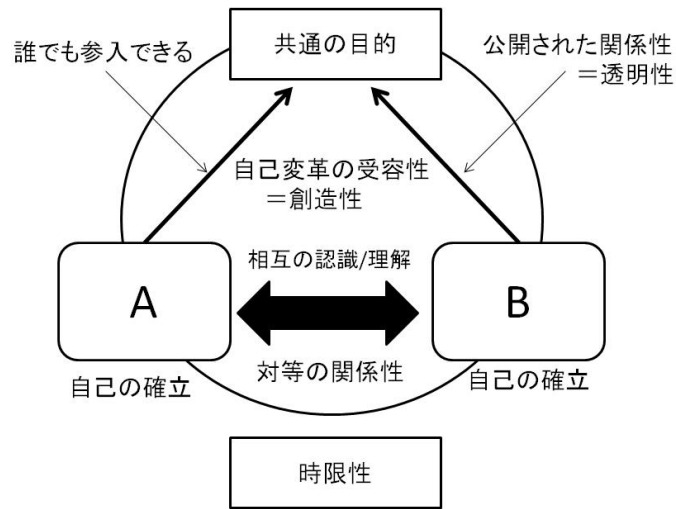 共通の目的
誰でも参入できる
公開された関係性
＝透明性
自己変革の受容性
＝創造性
相互の認識/理解
A
B
対等の関係性
自己の確立
自己の確立
時限性